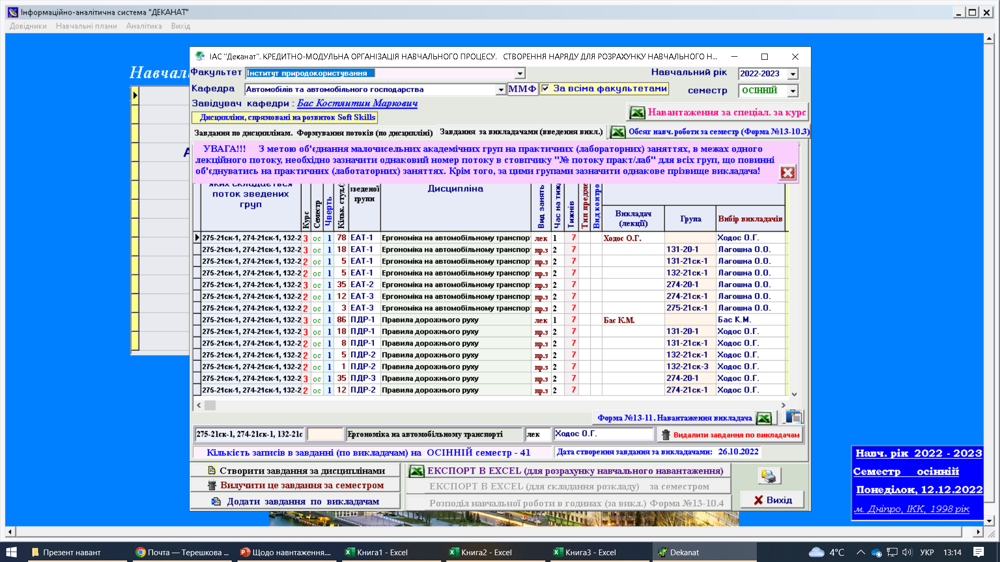 Інформаційно-аналітична система "ДЕКАНАТ"
Довідники Навчальні плани Аналітика Вихід
ІАС "Деканат". КРЕДИТНО-МОДУЛЬНА ОРГАНІЗАЦІЯ НАВЧАЛЬНОГО ПРОЦЕСУ. СТВОРЕННЯ НАРЯДУ ДЛЯ РОЗРАХУНКУ НАВЧАЛЬНОГО Н...
Факультет Інститут природокористування Навчальний рік 2022-2023
Кафедра Автомобілів та автомобільного господарства ММФ За всіма факультетами семестр ОСІННІЙ
Завідувач кафедри : Бас Костянтин Маркович
Навантаження за спеціал. за курс
Дисципліни, спрямовані на розвиток Soft Skills
Завдання по дисциплінам. Формування потоків (по дисципліні) Завдання за викладачами (введення викл.) Обсяг навч. роботи за семестр (Форма №13-10.3)
УВАГА!!! З метою об'єднання малочисельних академічних груп на практичних (лабораторних) заняттях, в межах одного
лекційного потоку, необхідно зазначити однаковий номер потоку в стовпчику "№ потоку практ/лаб" для всіх груп, що повинні
об'єднуватись на практичних (лаботаторних) заняттях. Крім того, за цими групами зазначити однакове прізвище викладача!
яких складається
поток зведених
груп
Курс
Семестр
Чверть
Кільк. студ.(
зведеної
групи
Дисципліна
Вид занять
Час на тиж
Тижнів
Тип предме
Вид контро
Викладач
(лекції)
Група
Вибір викладачів
275-21ск-1, 274-21ск-1, 132-2 3 ос 1 78 ЕАТ-1 Ергономіка на автомобільному транспор лек 1 7 Ходос О.Г. Ходос О.Г.
275-21ск-1, 274-21ск-1, 132-2 3 ос 1 18 ЕАТ-1 Ергономіка на автомобільному транспор пр.з 2 7 131-20-1 Лагошна О.О.
275-21ск-1, 274-21ск-1, 132-2 2 ос 1 5 ЕАТ-1 Ергономіка на автомобільному транспор пр.з 2 7 131-21ск-1 Лагошна О.О.
275-21ск-1, 274-21ск-1, 132-2 2 ос 1 5 ЕАТ-1 Ергономіка на автомобільному транспор пр.з 2 7 132-21ск-1 Лагошна О.О.
275-21ск-1, 274-21ск-1, 132-2 3 ос 1 35 ЕАТ-2 Ергономіка на автомобільному транспор пр.з 2 7 274-20-1 Лагошна О.О.
275-21ск-1, 274-21ск-1, 132-2 2 ос 1 12 ЕАТ-3 Ергономіка на автомобільному транспор пр.з 2 7 274-21ск-1 Лагошна О.О.
275-21ск-1, 274-21ск-1, 132-2 2 ос 1 3 ЕАТ-3 Ергономіка на автомобільному транспор пр.з 2 7 275-21ск-1 Лагошна О.О.
275-21ск-1, 274-21ск-1, 132-2 3 ос 1 86 ПДР-1 Правила дорожнього руху лек 1 7 Бас К.М. Бас К.М.
275-21ск-1, 274-21ск-1, 132-2 3 ос 1 18 ПДР-1 Правила дорожнього руху пр.з 2 7 131-20-1 Ходос О.Г.
275-21ск-1, 274-21ск-1, 132-2 2 ос 1 8 ПДР-1 Правила дорожнього руху пр.з 2 7 131-21ск-1 Ходос О.Г.
275-21ск-1, 274-21ск-1, 132-2 2 ос 1 5 ПДР-2 Правила дорожнього руху пр.з 2 7 132-21ск-1 Ходос О.Г.
275-21ск-1, 274-21ск-1, 132-2 2 ос 1 1 ПДР-2 Правила дорожнього руху пр.з 2 7 132-21ск-3 Ходос О.Г.
275-21ск-1, 274-21ск-1, 132-2 3 ос 1 35 ПДР-3 Правила дорожнього руху пр.з 2 7 274-20-1 Ходос О.Г.
275-21ск-1, 274-21ск-1, 132-2 2 ос 1 12 ПДР-2 Правила дорожнього руху пр.з 2 7 274-21ск-1 Ходос О.Г.
Форма №13-11. Навантаження викладача
275-21ск-1, 274-21ск-1, 132-21с Ергономіка на автомобільному транспорті лек Ходос О.Г. Видалити завдання по викладачам
Кількість записів в завданні (по викладачам) на ОСІННІЙ семестр - 41 Дата створення завдання за викладачами: 26.10.2022
Створити завдання за дисциплінами ЕКСПОРТ В EXCEL (для розрахунку навчального навантаження)
Вилучити це завдання за семестром ЕКСПОРТ В EXCEL (для складання розкладу) за семестром
Додати завдання по викладачам Розподіл навчальної роботи в годинах (за викл.) Форма №13-10.4 Вихід
Навч. рік 2022 - 2023
Семестр осінній
Понеділок, 12.12.2022
м. Дніпро, ІКК, 1998 рік
Презент навант Почта — Терешкова ... Щодо навнтаження.... Книга1 - Excel Книга2 - Excel Книга3 - Excel Dekanat 4°C УКР 13:14